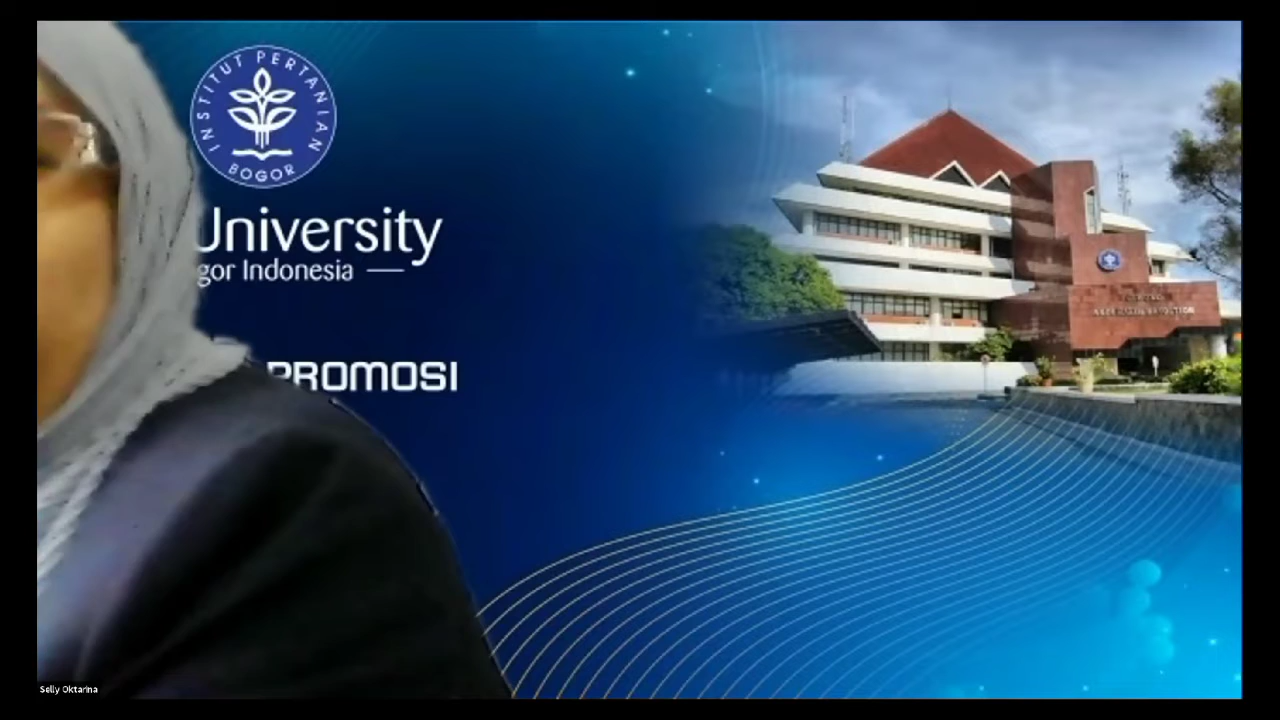 INSTITUT PERTANIAN
BOGOR
University
gor Indonesia
PROMOSI
Selly Oktarina